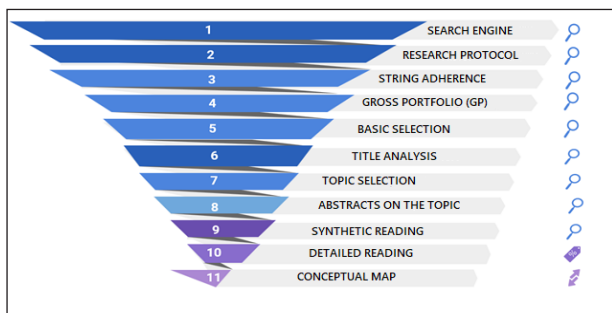 1 SEARCH ENGINE
2 RESEARCH PROTOCOL
3 STRING ADHERENCE
4 GROSS PORTFOLIO (GP)
5 BASIC SELECTION
6 TITLE ANALYSIS
7 TOPIC SELECTION
8 ABSTRACTS ON THE TOPIC
9 SYNTHETIC READING
10 DETAILED READING
11 CONCEPTUAL MAP